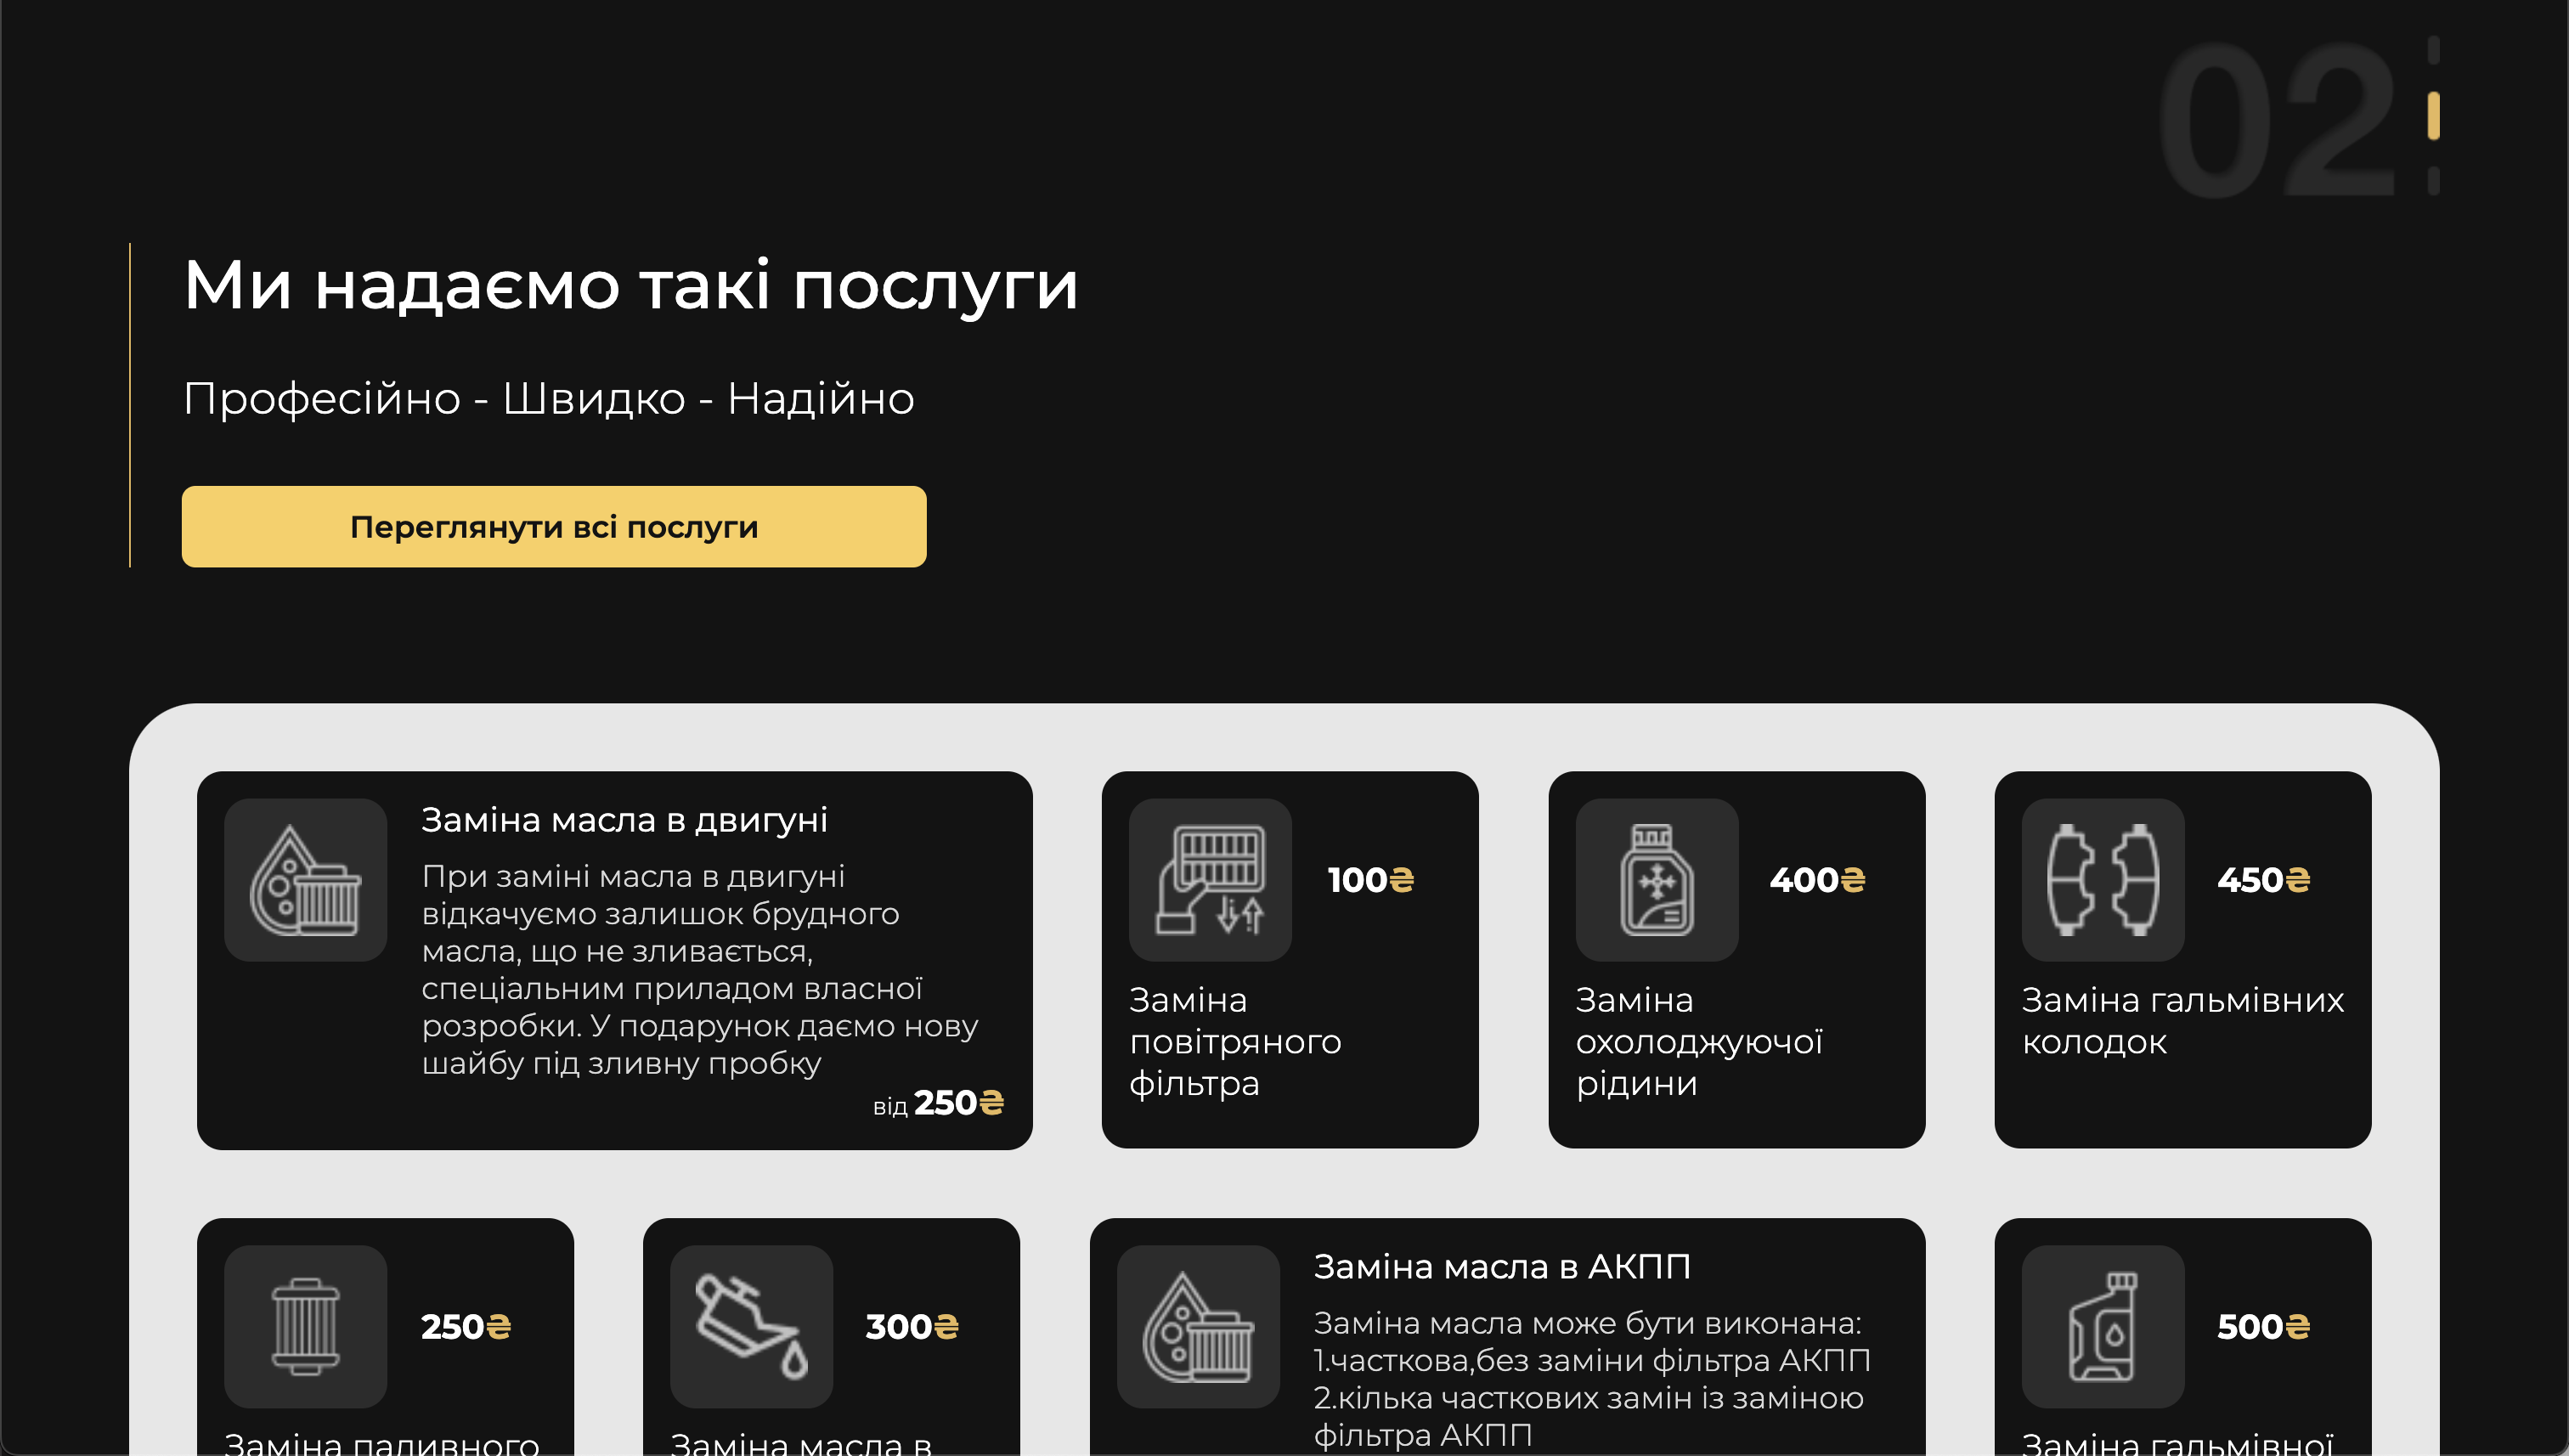 02
Ми надаємо такі послуги
Професійно - Швидко - Надійно
Переглянути всі послуги
Заміна масла в двигуні
При заміні масла в двигуні
відкачуємо залишок брудного
масла, що не зливається,
спеціальним приладом власної
розробки. У подарунок даємо нову
шайбу під зливну пробку
від 250₴
100₴
Заміна
повітряного
фільтра
400₴
Заміна
охолоджуючої
рідини
450₴
Заміна гальмівних
колодок
250₴
Заміна паливного
300₴
Заміна масла в
Заміна масла в АКПП
Заміна масла може бути виконана:
1.часткова,без заміни фільтра АКПП
2.кілька часткових замін із заміною
фільтра АКПП
500₴
Заміна гальмівної